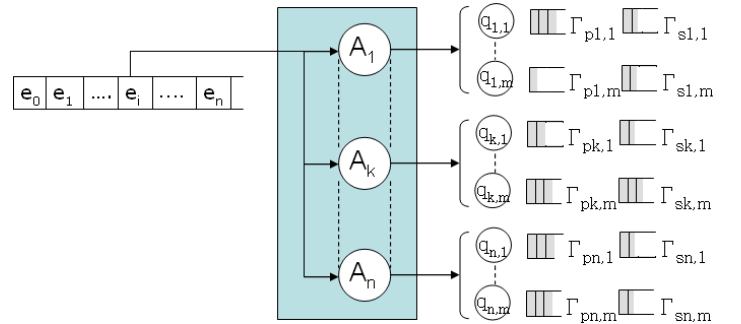 q1,1 Γp1,1 Γs1,1
A1
q1,m Γp1,m Γs1,m
e0 e1 .... ei .... en
qk,1 Γpk,1 Γsk,1
Ak
qk,m Γpk,m Γsk,m
qn,1 Γpn,1 Γsn,1
An
qn,m Γpn,m Γsn,m